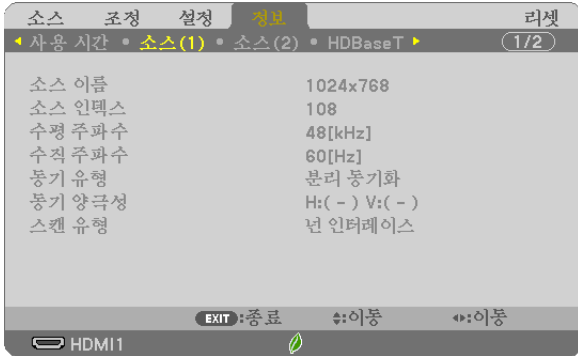 소스 조정 설정 정보 리셋
사용 시간 • 소스(1) • 소스(2) • HDBaseT 1/2
소스 이름 1024x768
소스 인덱스 108
수평 주파수 48[kHz]
수직 주파수 60[Hz]
동기 유형 분리 동기화
동기 양극성 H:( - ) V:( - )
스캔 유형 넌 인터레이스
EXIT:종료 :이동 :이동
HDMI1